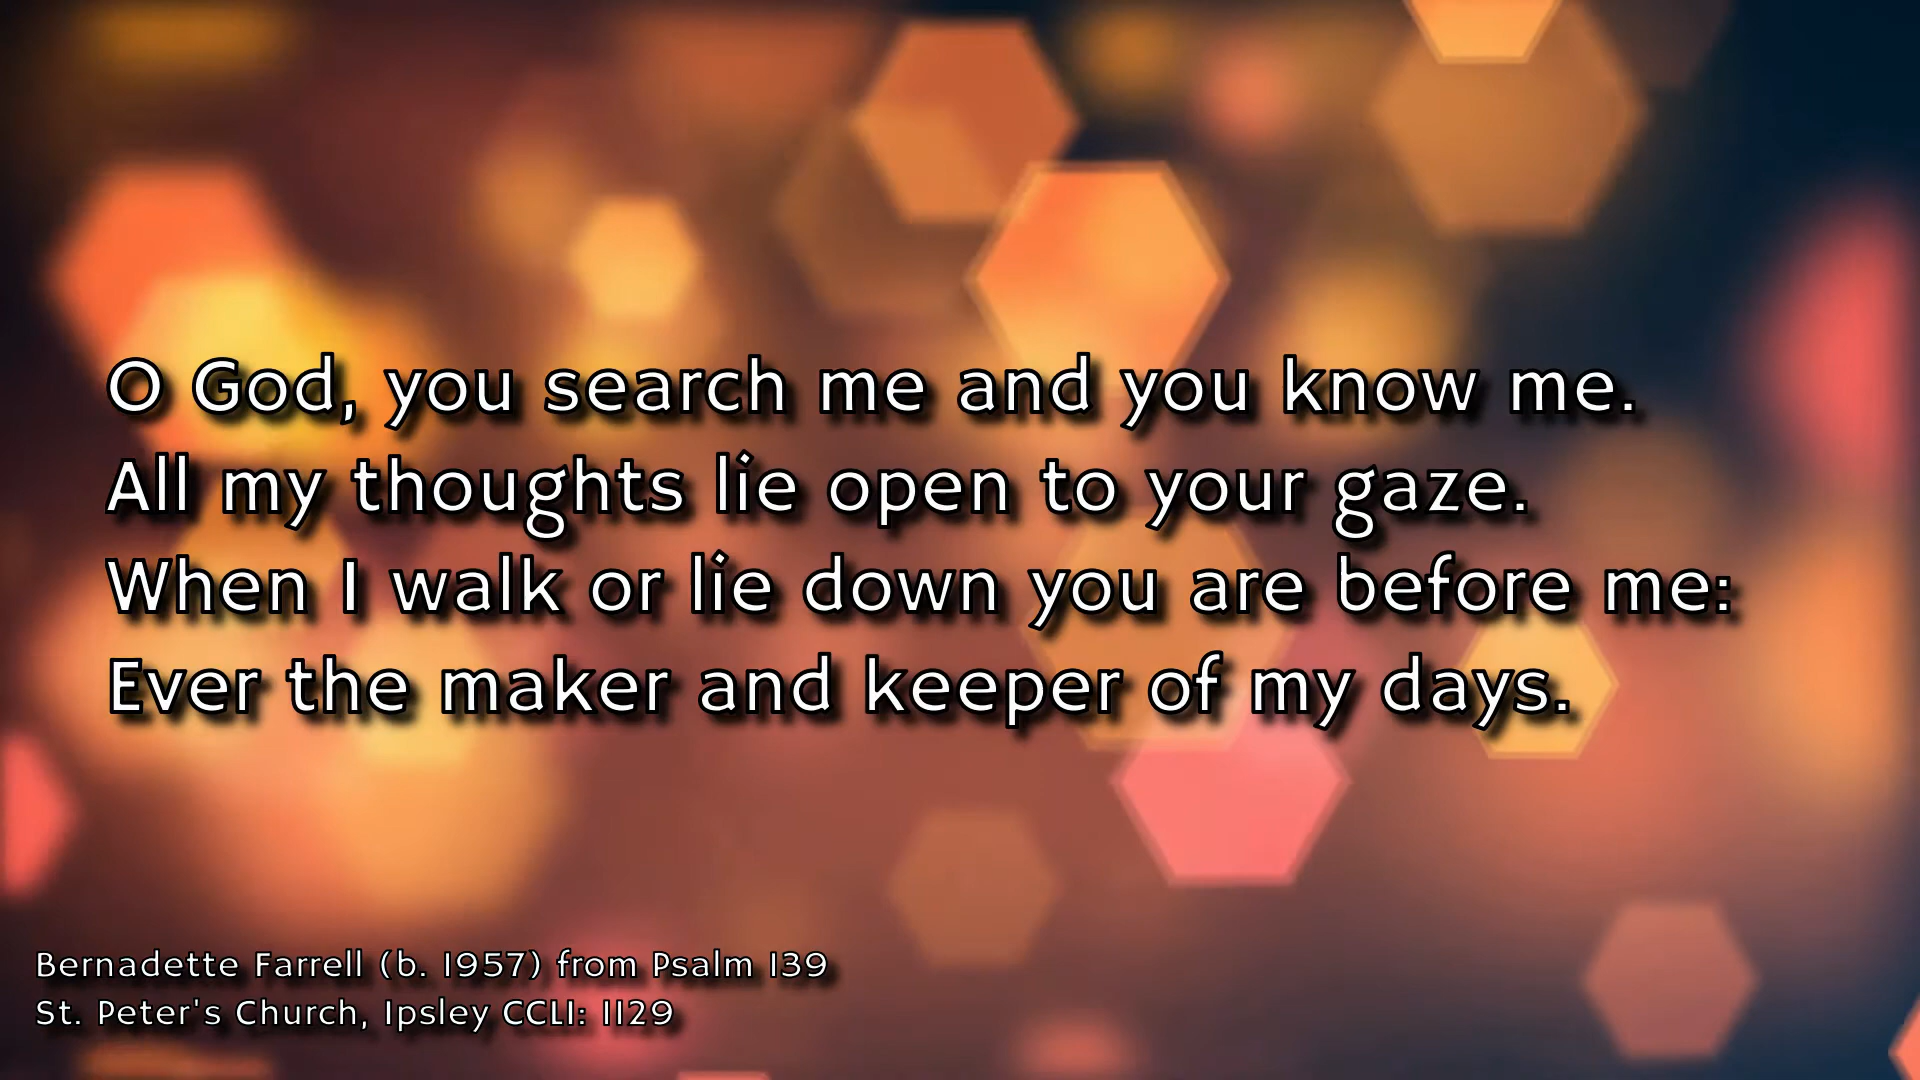 O God, you search me and you know me.
All my thoughts lie open to your gaze.
When I walk or lie down you are before me:
Ever the maker and keeper of my days.
Bernadette Farrell (b. 1957) from Psalm 139
St. Peter's Church, Ipsley CCLI: 1129